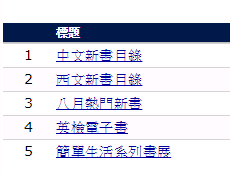 標題
1 中文新書目錄
2 西文新書目錄
3 八月熱門新書
4 英檢電子書
5 簡單生活系列書展